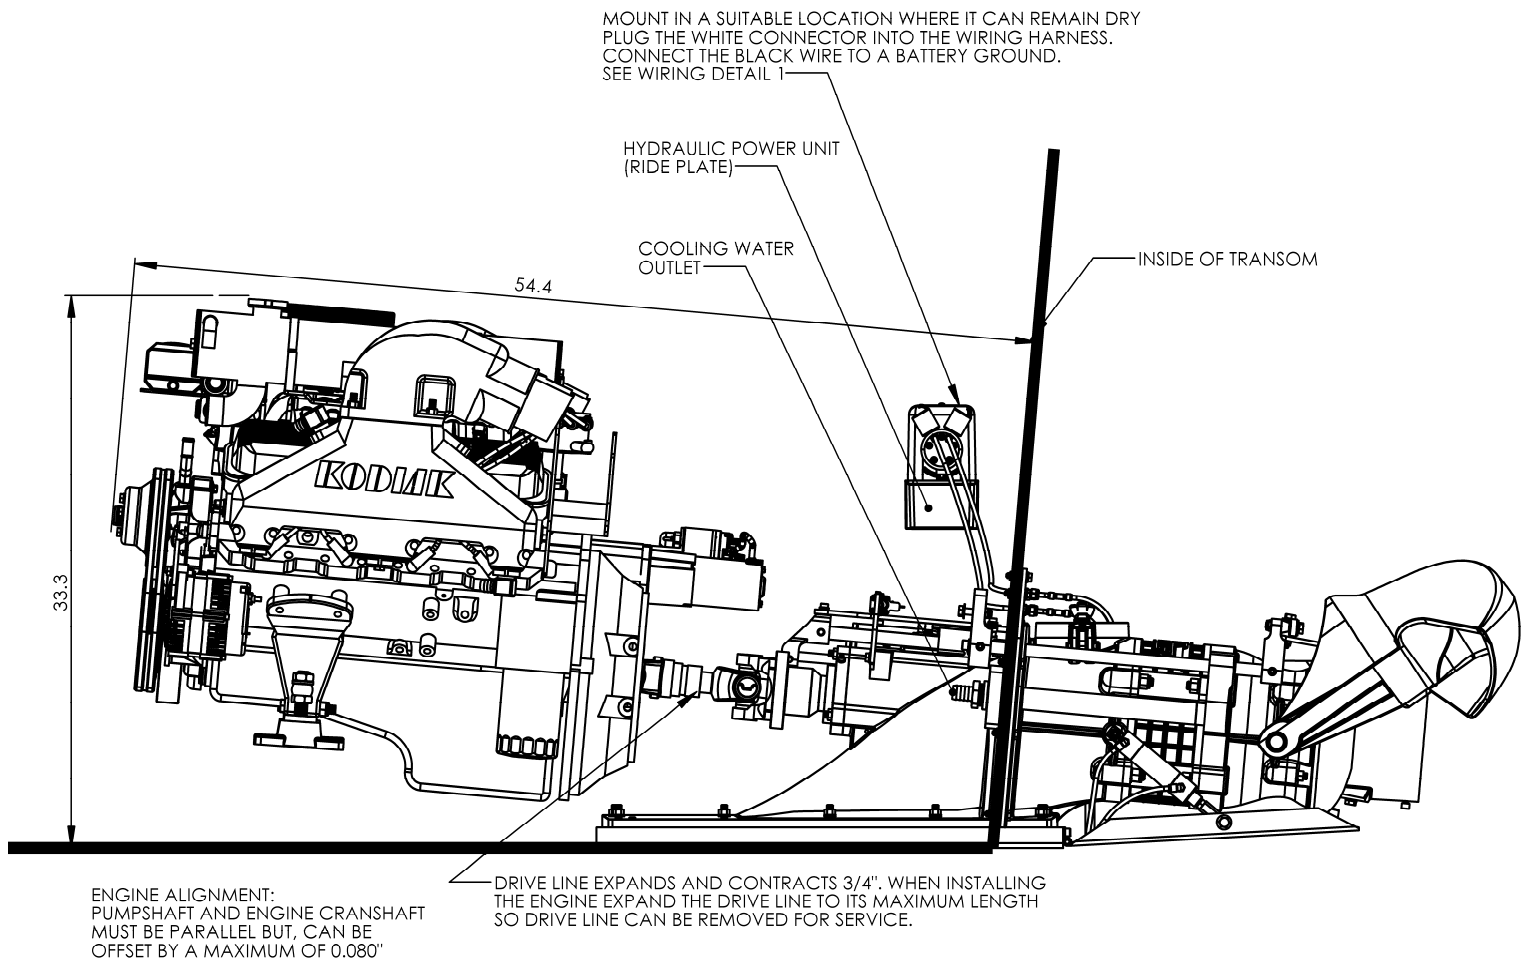 MOUNT IN A SUITABLE LOCATION WHERE IT CAN REMAIN DRY
PLUG THE WHITE CONNECTOR INTO THE WIRING HARNESS.
CONNECT THE BLACK WIRE TO A BATTERY GROUND.
SEE WIRING DETAIL 1
HYDRAULIC POWER UNIT
(RIDE PLATE)
COOLING WATER
OUTLET
INSIDE OF TRANSOM
54.4
KODIAK
33.3
DRIVE LINE EXPANDS AND CONTRACTS 3/4". WHEN INSTALLING
THE ENGINE EXPAND THE DRIVE LINE TO ITS MAXIMUM LENGTH
SO DRIVE LINE CAN BE REMOVED FOR SERVICE.
ENGINE ALIGNMENT:
PUMPSHAFT AND ENGINE CRANSHAFT
MUST BE PARALLEL BUT, CAN BE
OFFSET BY A MAXIMUM OF 0.080"